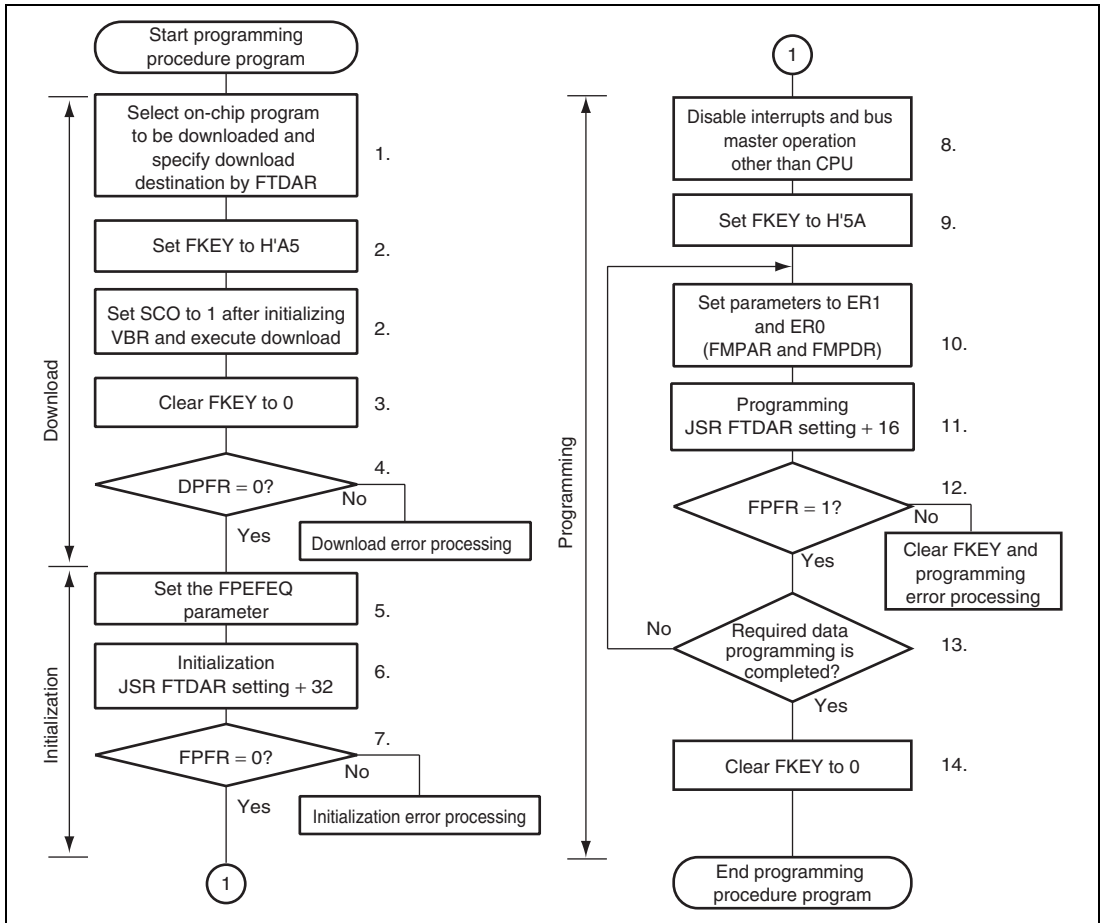 Start programming
procedure program
Select on-chip program
to be downloaded and
specify download
destination by FTDAR
1.
Set FKEY to H'A5
2.
Set SCO to 1 after initializing
VBR and execute download
2.
Clear FKEY to 0
3.
DPFR = 0?
4.
No
Yes
Download error processing
Download
Set the FPEFEQ
parameter
5.
Initialization
JSR FTDAR setting + 32
6.
FPFR = 0?
7.
No
Yes
Initialization error processing
Initialization
1
1
Disable interrupts and bus
master operation
other than CPU
8.
Set FKEY to H'5A
9.
Set parameters to ER1
and ER0
(FMPAR and FMPDR)
10.
Programming
JSR FTDAR setting + 16
11.
FPFR = 1?
12.
No
Yes
Clear FKEY and
programming
error processing
No
Required data
programming is
completed?
13.
Yes
Clear FKEY to 0
14.
Programming
End programming
procedure program